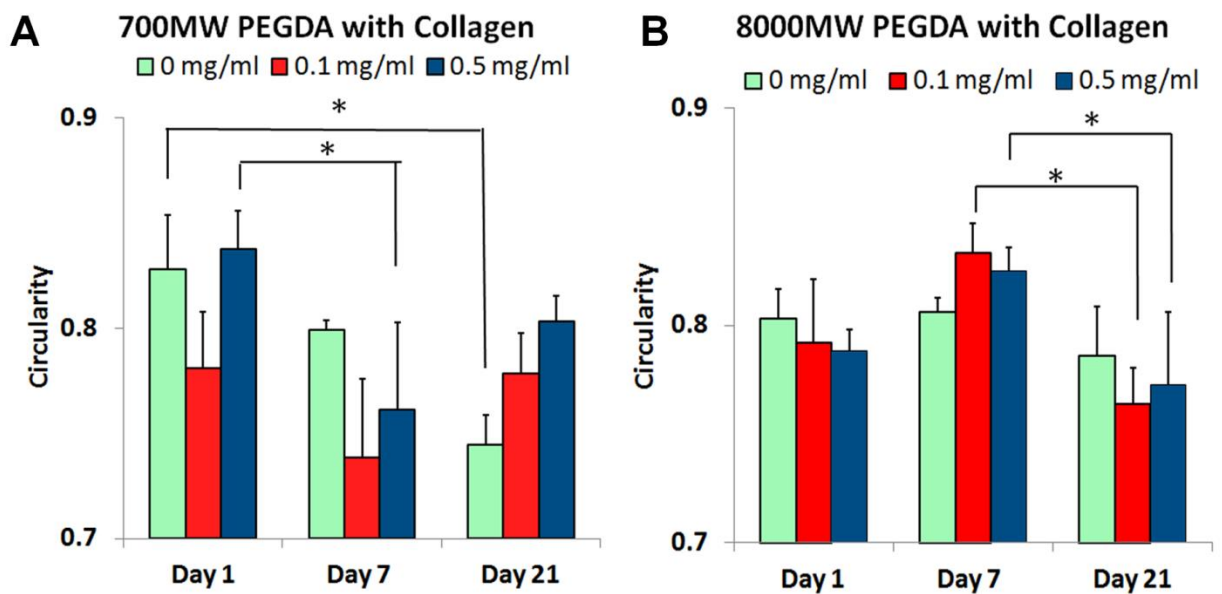 A
700MW PEGDA with Collagen
0 mg/ml 0.1 mg/ml 0.5 mg/ml
*
*
0.9
0.8
0.7
Circularity
Day 1 Day 7 Day 21
B
8000MW PEGDA with Collagen
0 mg/ml 0.1 mg/ml 0.5 mg/ml
*
*
0.9
0.8
0.7
Circularity
Day 1 Day 7 Day 21